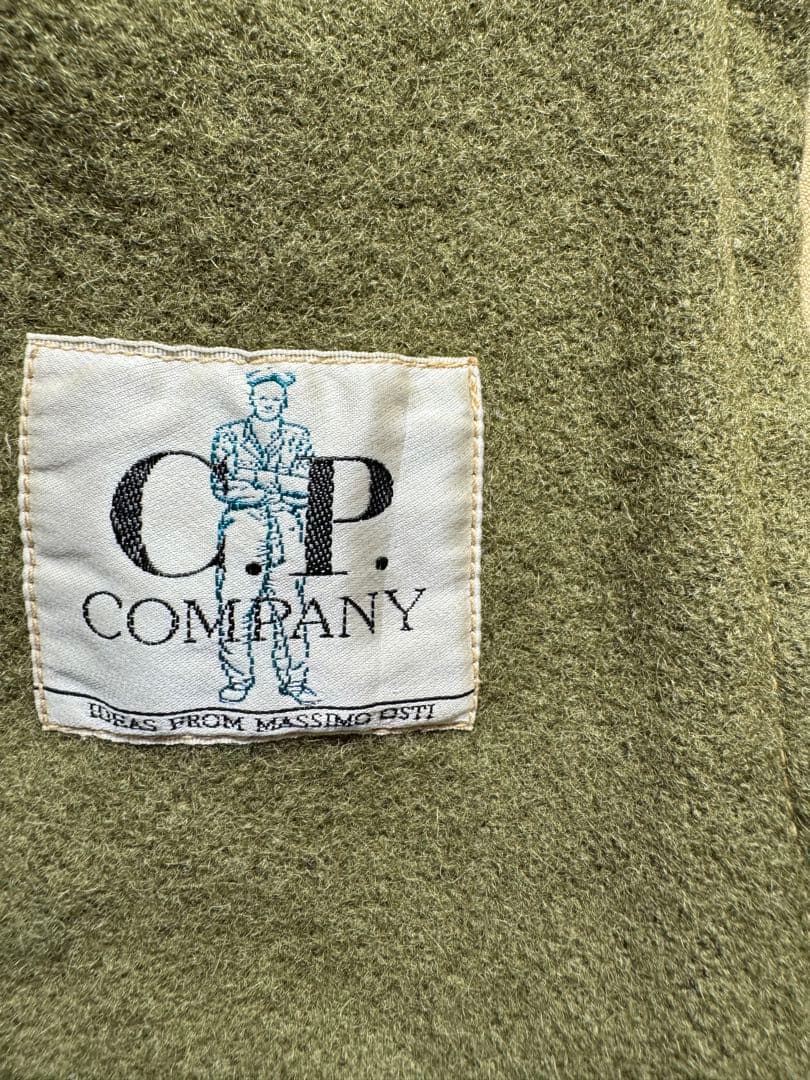 C.P.
COMPANY
IDEAS FROM MASSIMO OSTI